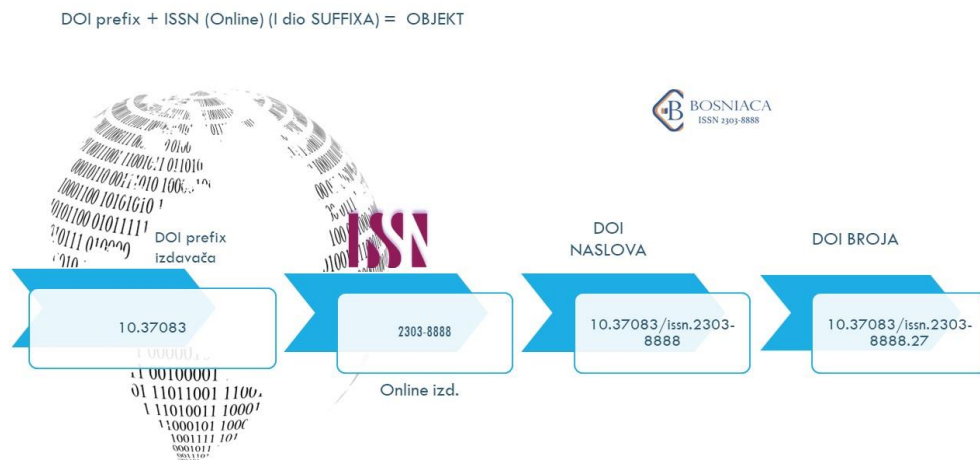 DOI prefix + ISSN (Online) (I dio SUFFIXA) = OBJEKT
BOSNIACA
ISSN 2303-8888
DOI prefix
izdavača
10.37083
ISSN
2303-8888
Online izd.
DOI
NASLOVA
10.37083/issn.2303-
8888
DOI BROJA
10.37083/issn.2303-
8888.27